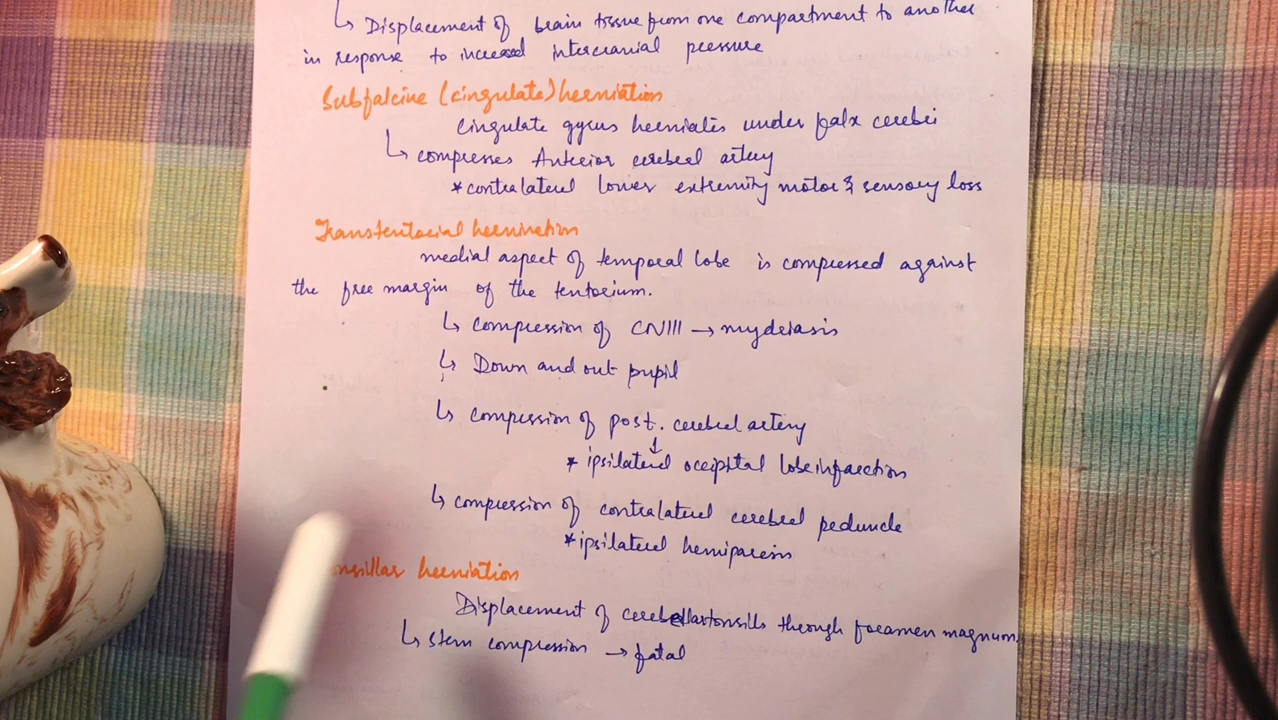 ↳ Displacement of brain tissue from one compartment to another
in response to increased intercranial pressure
Subfalcine (cingulate) herniation
Cingulate gyrus herniates under falx cerebri
↳ compresses Anterior cerebral artery
* contralateral lower extremity motor & sensory loss
Transtentorial herniation
medial aspect of temporal lobe is compressed against
the free margin of the tentorium.
↳ compression of CNIII → mydriasis
↳ Down and out pupil
↳ compression of post. cerebral artery
↓
* ipsilateral occipital lobe infarction
↳ compression of contralateral cerebral peduncle
* ipsilateral hemiparesis
onsillar herniation
Displacement of cerebellar tonsills through foramen magnum.
↳ stem compression → fatal